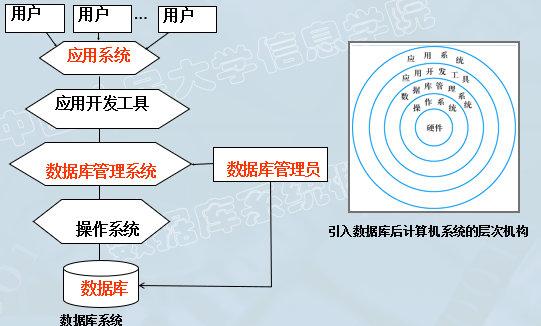 用户
用户
...
用户
应用系统
应用开发工具
数据库管理系统
数据库管理员
操作系统
数据库
数据库系统
应用系统
应用开发工具
数据库管理系统
操作系统
硬件
引入数据库后计算机系统的层次机构